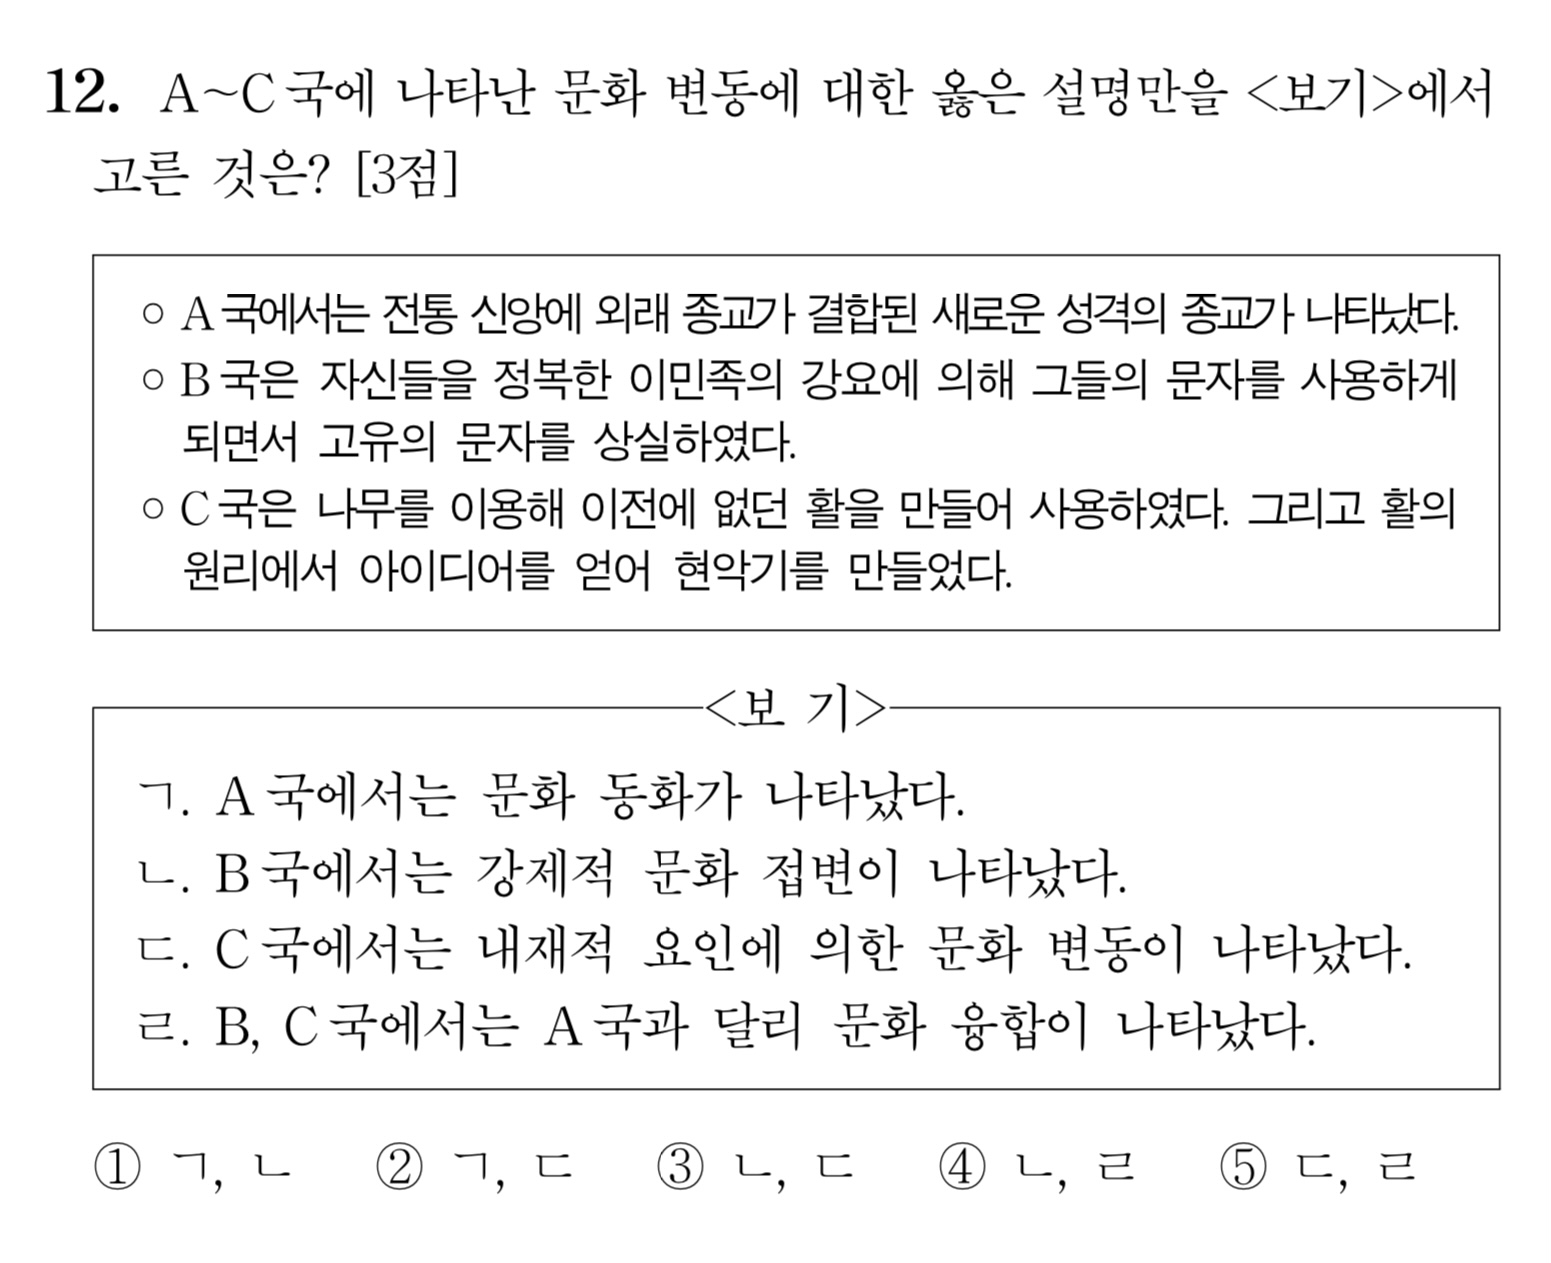 12. A~C국에 나타난 문화 변동에 대한 옳은 설명만을 <보기>에서
고른 것은? [3점]
○ A국에서는 전통 신앙에 외래 종교가 결합된 새로운 성격의 종교가 나타났다.
○ B국은 자신들을 정복한 이민족의 강요에 의해 그들의 문자를 사용하게
되면서 고유의 문자를 상실하였다.
○ C국은 나무를 이용해 이전에 없던 활을 만들어 사용하였다. 그리고 활의
원리에서 아이디어를 얻어 현악기를 만들었다.
<보 기>
ㄱ. A국에서는 문화 동화가 나타났다.
ㄴ. B국에서는 강제적 문화 접변이 나타났다.
ㄷ. C국에서는 내재적 요인에 의한 문화 변동이 나타났다.
ㄹ. B, C국에서는 A국과 달리 문화 융합이 나타났다.
① ㄱ, ㄴ ② ㄱ, ㄷ ③ ㄴ, ㄷ ④ ㄴ, ㄹ ⑤ ㄷ, ㄹ